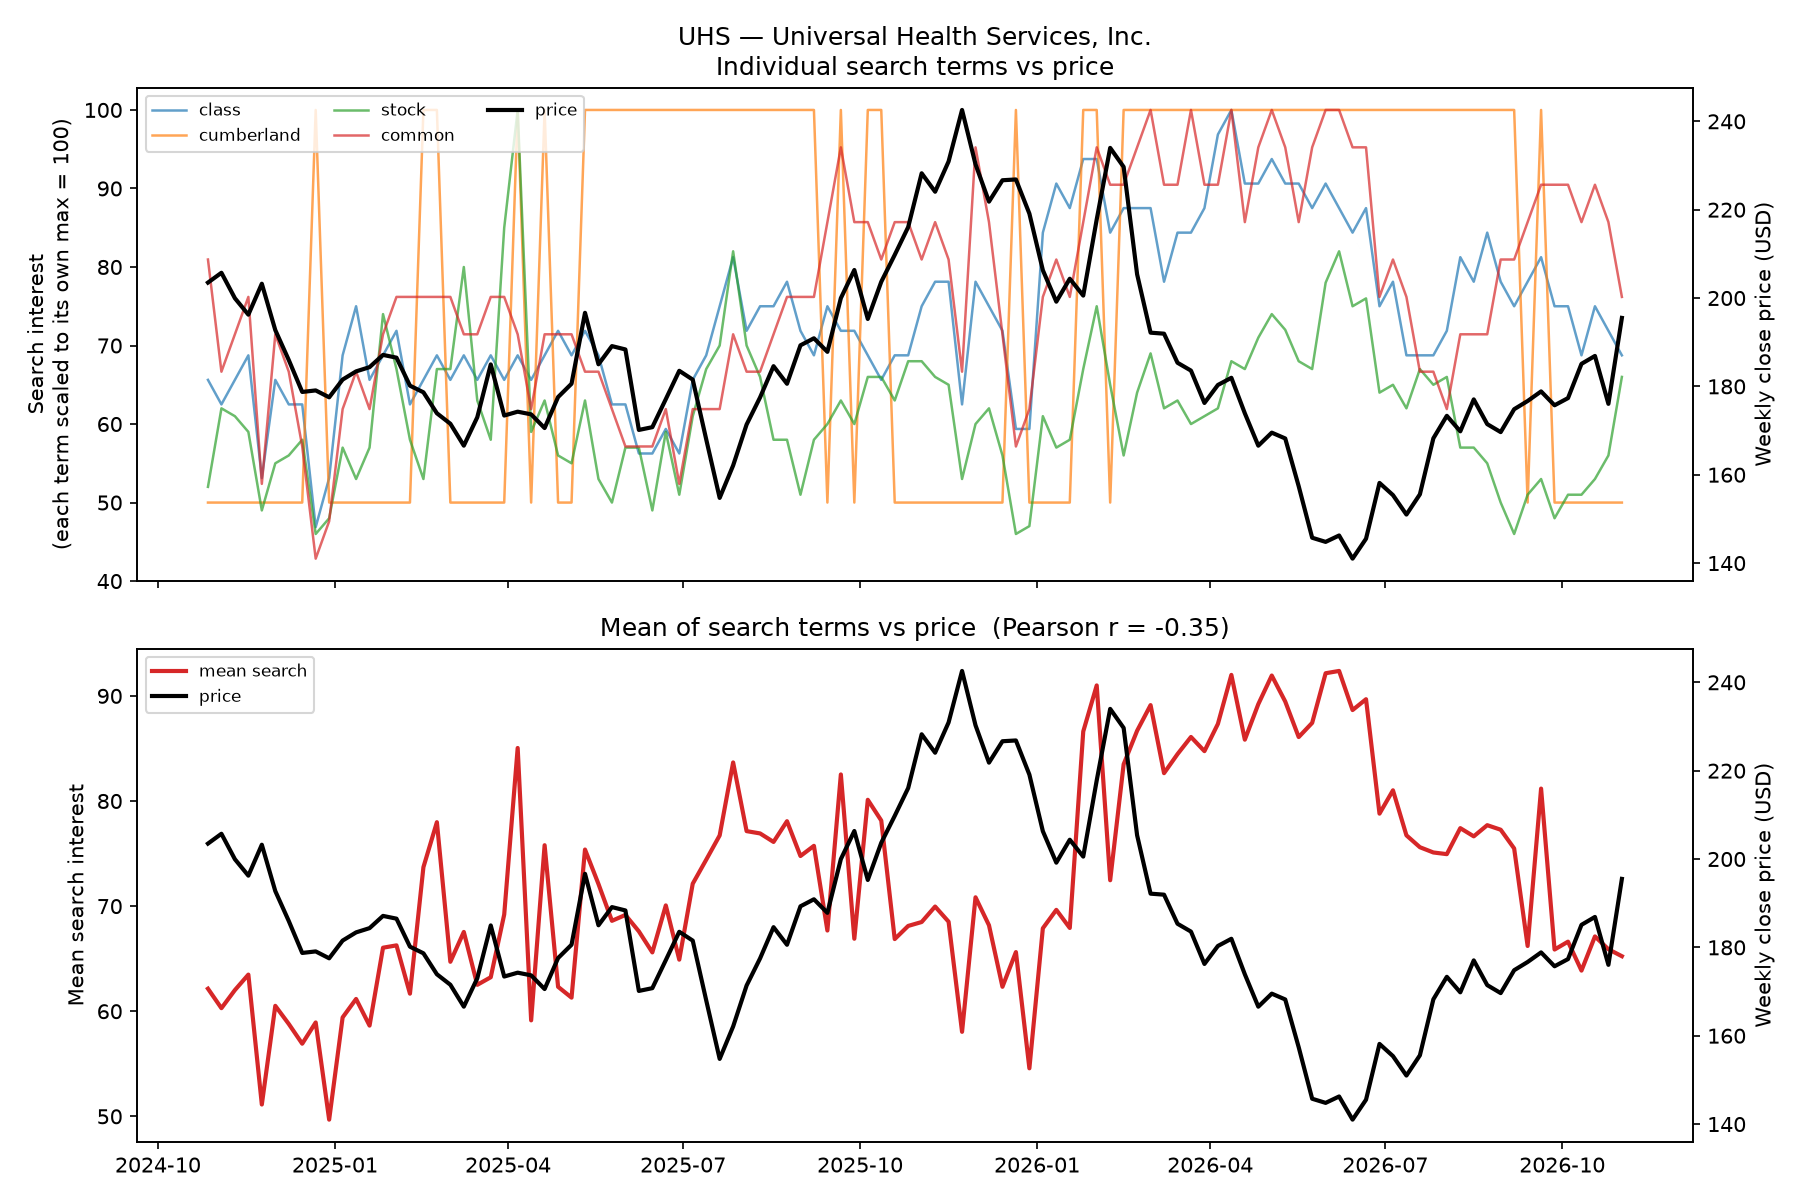 UHS — Universal Health Services, Inc.
Individual search terms vs price
class
cumberland
stock
common
price
Search interest
(each term scaled to its own max = 100)
100
90
80
70
60
50
40
240
220
200
180
160
140
Weekly close price (USD)
Mean of search terms vs price (Pearson r = -0.35)
mean search
price
Mean search interest
90
80
70
60
50
240
220
200
180
160
140
Weekly close price (USD)
2024-10
2025-01
2025-04
2025-07
2025-10
2026-01
2026-04
2026-07
2026-10